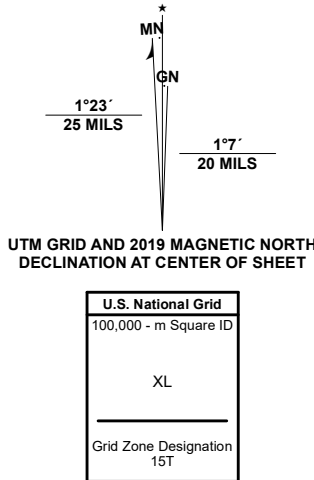 ★
MN
GN
1°23´
25 MILS
1°7´
20 MILS
UTM GRID AND 2019 MAGNETIC NORTH
DECLINATION AT CENTER OF SHEET
U.S. National Grid
100,000 - m Square ID
XL
Grid Zone Designation
15T